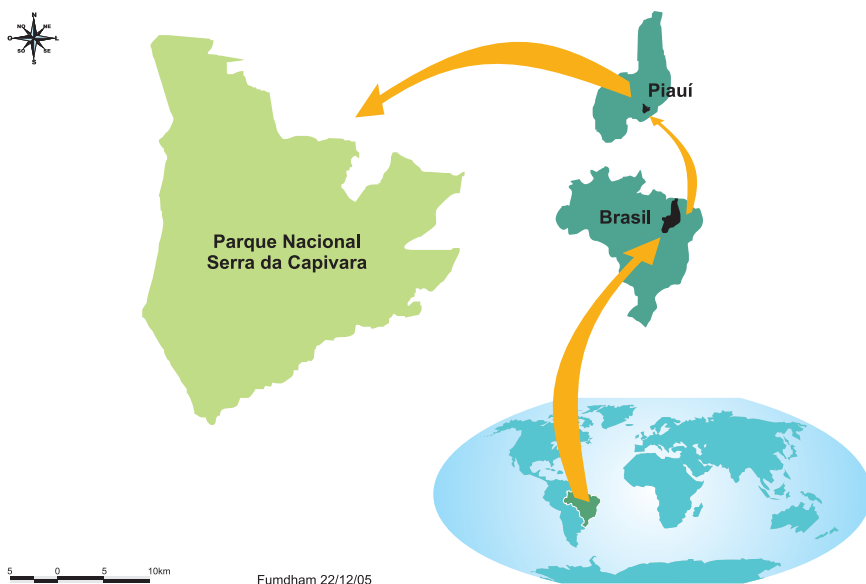 N
NO NE
O L
SO SE
S
Piauí
Brasil
Parque Nacional
Serra da Capivara
5 0 5 10km
Fumdham 22/12/05